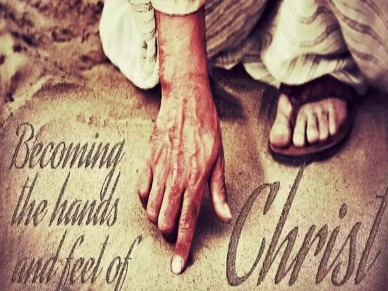 Becoming
the hands
and feet of
Christ